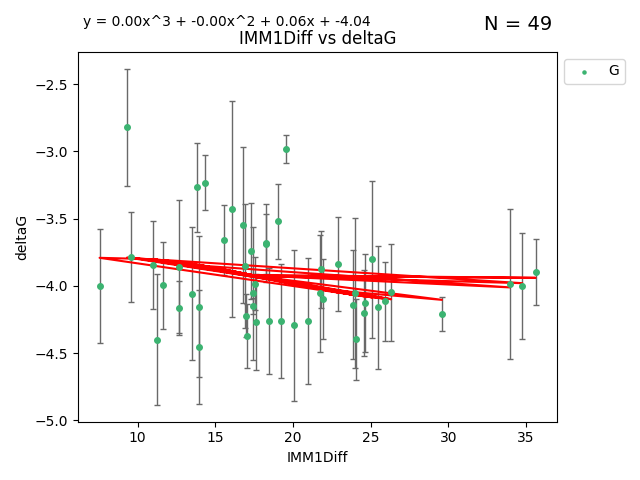 y = 0.00x^3 + -0.00x^2 + 0.06x + -4.04
N = 49
IMM1Diff vs deltaG
G
deltaG
−2.5
−3.0
−3.5
−4.0
−4.5
−5.0
10 15 20 25 30 35
IMM1Diff